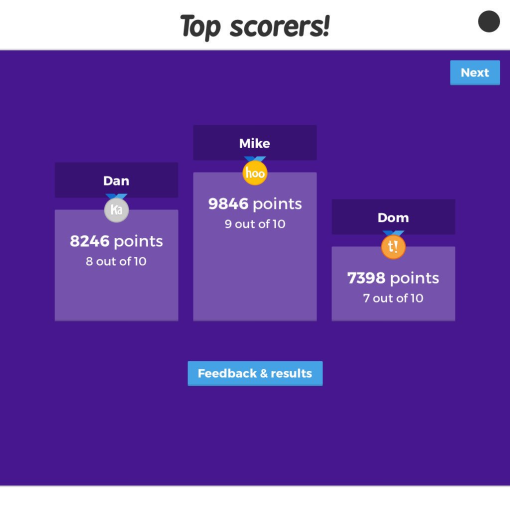 Top scorers!
Next
Mike
hoo
9846 points
9 out of 10
Dan
Ka
8246 points
8 out of 10
Dom
t!
7398 points
7 out of 10
Feedback & results